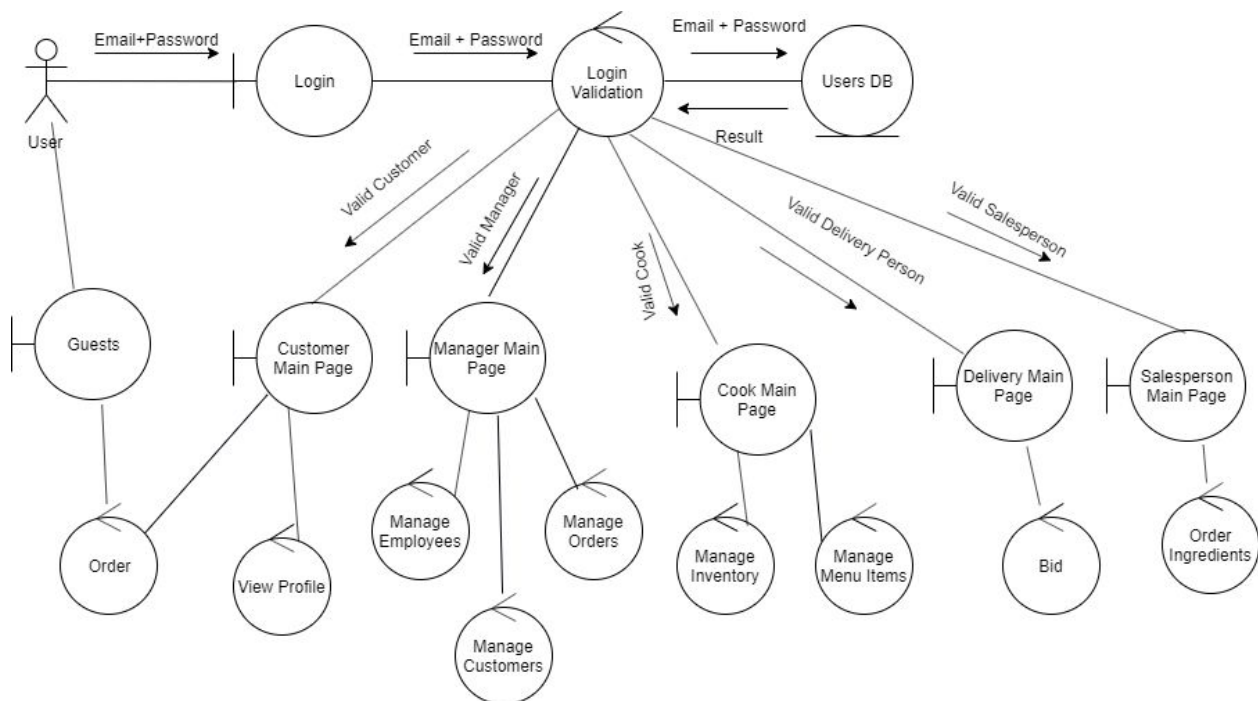 Email+Password
Email + Password
Email + Password
Login
Login
Validation
Users DB
User
Result
Valid Customer
Valid Manager
Valid Cook
Valid Delivery Person
Valid Salesperson
Guests
Customer
Main Page
Manager Main
Page
Cook Main
Page
Delivery Main
Page
Salesperson
Main Page
Order
View Profile
Manage
Employees
Manage
Customers
Manage
Orders
Manage
Inventory
Manage
Menu Items
Bid
Order
Ingredients